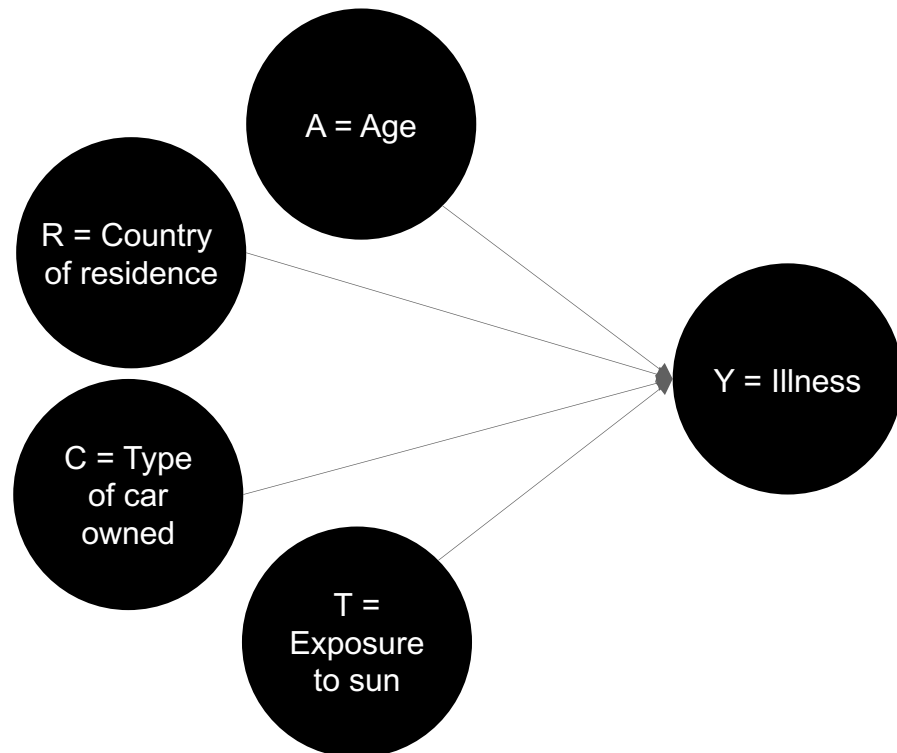 A = Age
R = Country
of residence
Y = Illness
C = Type
of car
owned
T =
Exposure
to sun